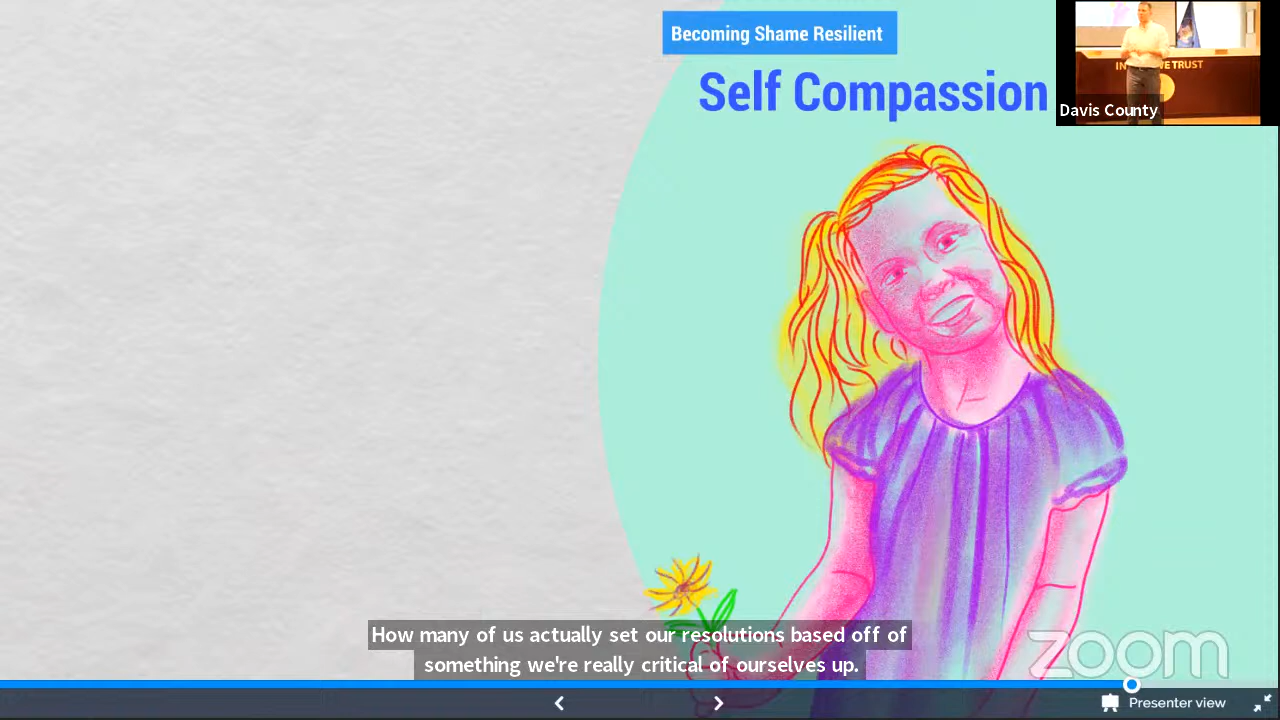 Becoming Shame Resilient
Self Compassion
Davis County
How many of us actually set our resolutions based off of
something we're really critical of ourselves up.
zoom
Presenter view